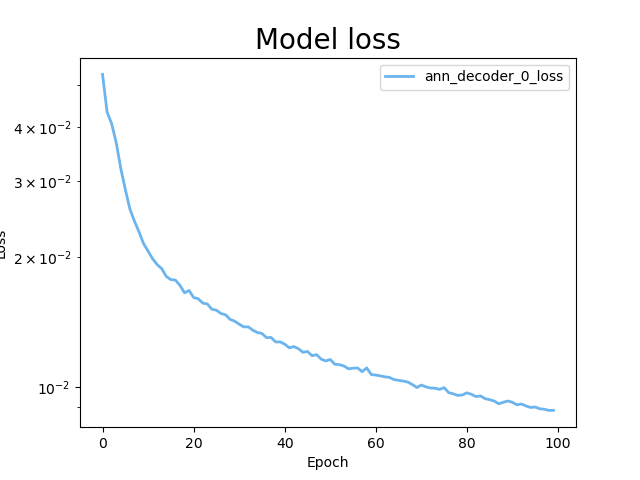 Model loss
ann_decoder_0_loss
4 × 10⁻²
3 × 10⁻²
2 × 10⁻²
10⁻²
Loss
0 20 40 60 80 100
Epoch